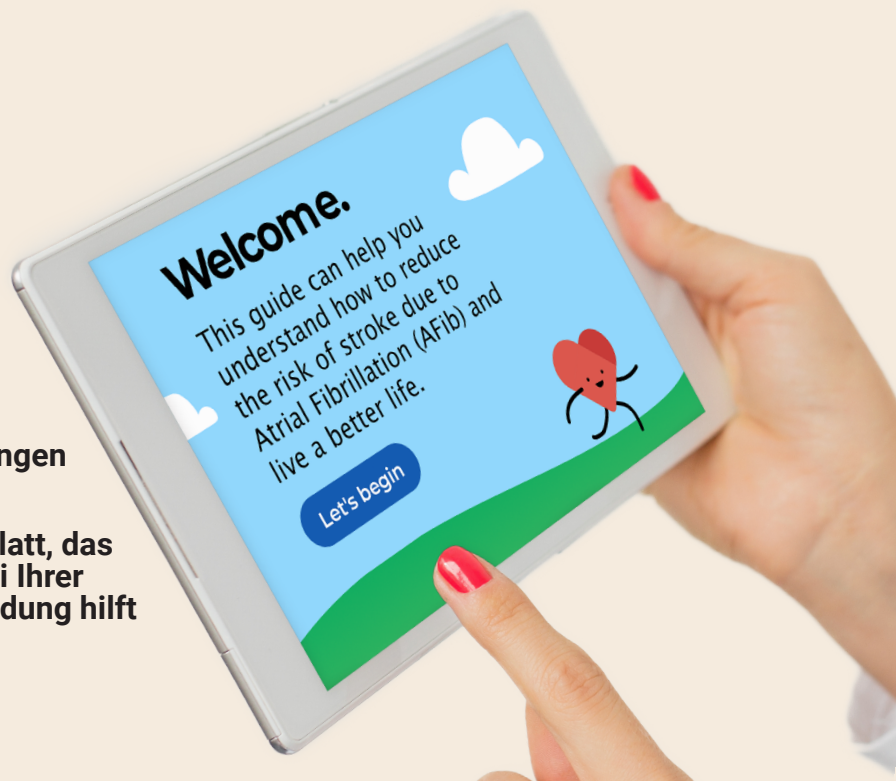 Welcome.
This guide can help you
understand how to reduce
the risk of stroke due to
Atrial Fibrillation (AFib) and
live a better life.
Let's begin
ngen
latt, das
i Ihrer
dung hilft